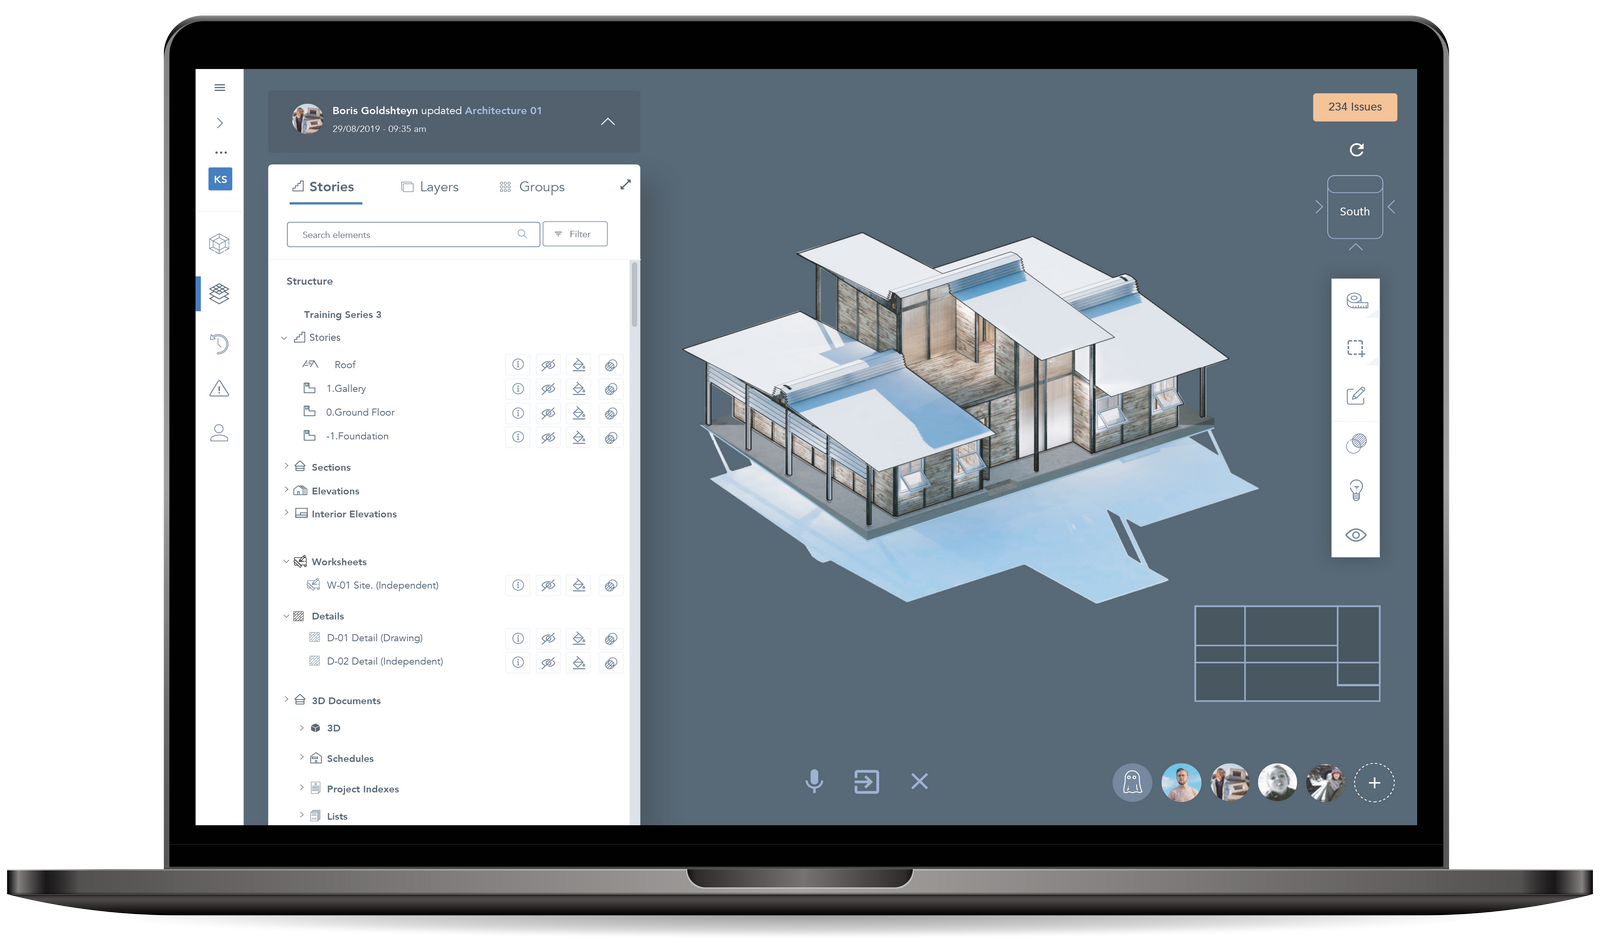 KS
Boris Goldshteyn updated Architecture 01
29/08/2019 - 09:35 am
Stories
Layers
Groups
Search elements
Filter
Structure
Training Series 3
Stories
Roof
1.Gallery
0.Ground Floor
-1.Foundation
Sections
Elevations
Interior Elevations
Worksheets
W-01 Site. (Independent)
Details
D-01 Detail (Drawing)
D-02 Detail (Independent)
3D Documents
3D
Schedules
Project Indexes
Lists
234 Issues
South